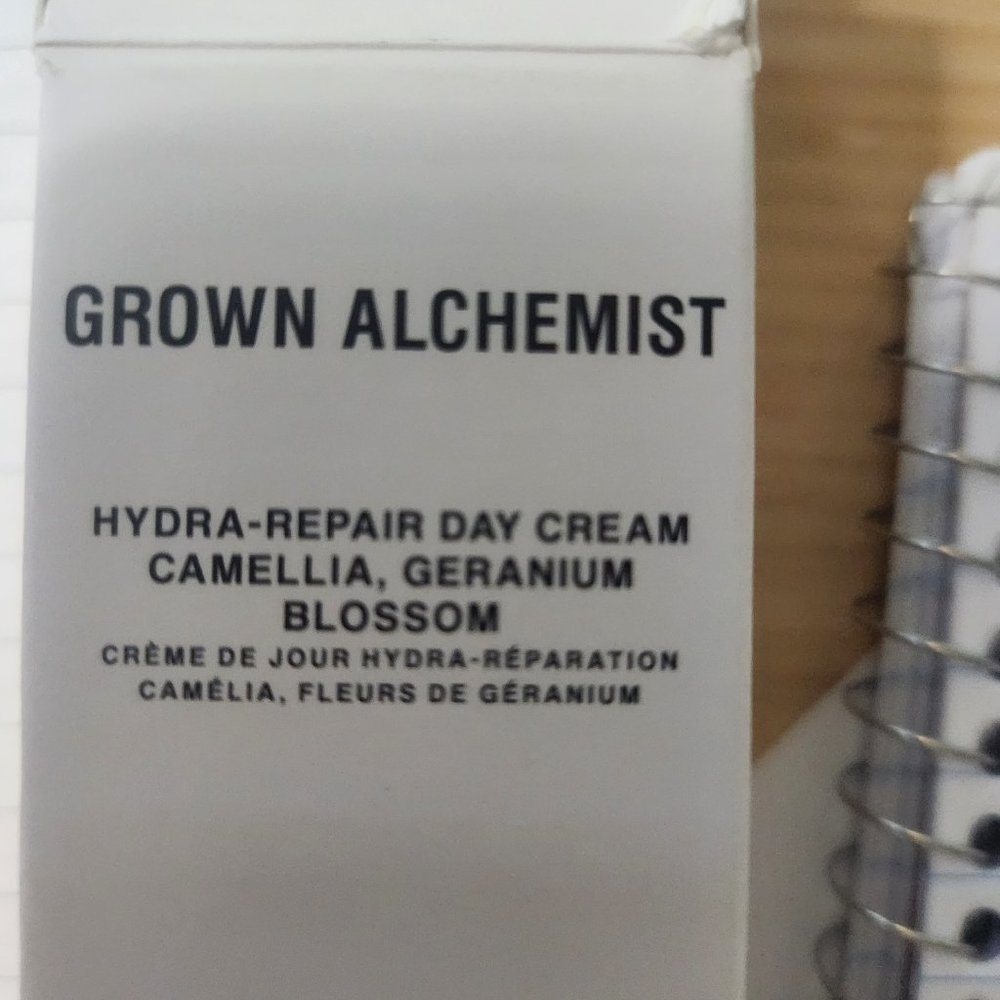 GROWN ALCHEMIST
HYDRA-REPAIR DAY CREAM
CAMELLIA, GERANIUM
BLOSSOM
CRÈME DE JOUR HYDRA-RÉPARATION
CAMÉLIA, FLEURS DE GÉRANIUM